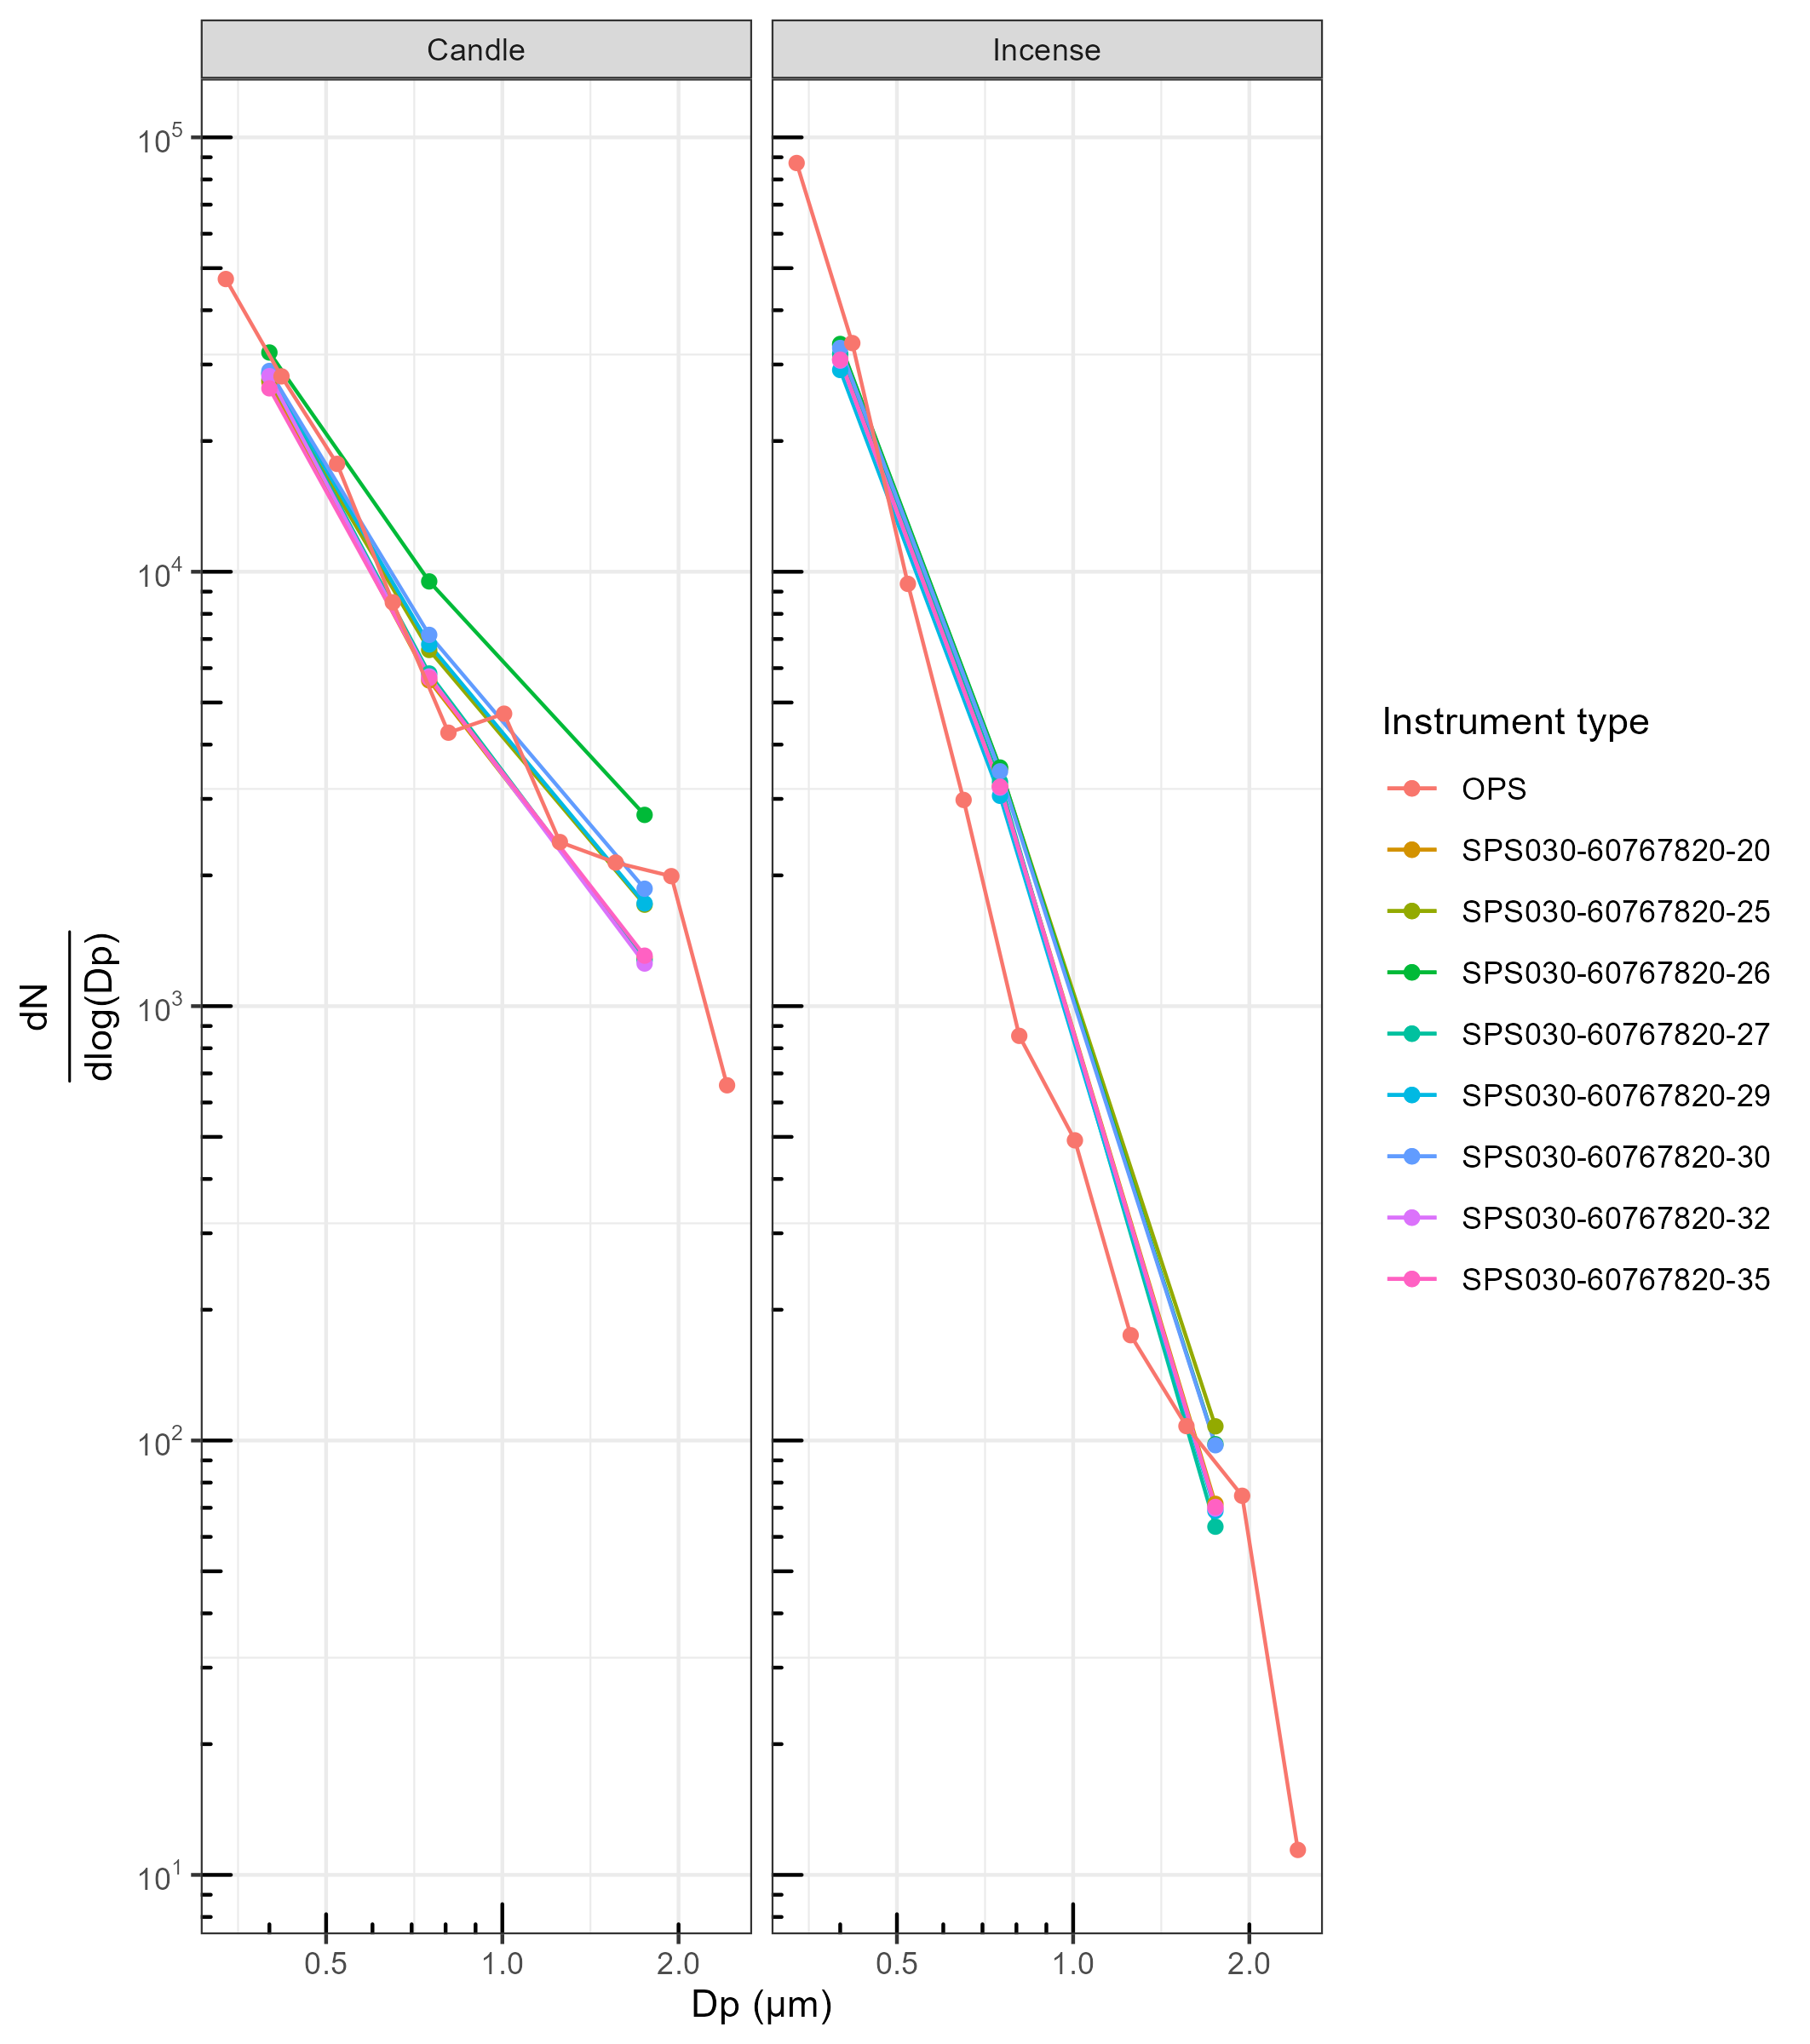 Candle
Incense
10^5
10^4
10^3
10^2
10^1
dN
dlog(Dp)
0.5 1.0 2.0
0.5 1.0 2.0
Dp (μm)
Instrument type
OPS
SPS030-60767820-20
SPS030-60767820-25
SPS030-60767820-26
SPS030-60767820-27
SPS030-60767820-29
SPS030-60767820-30
SPS030-60767820-32
SPS030-60767820-35